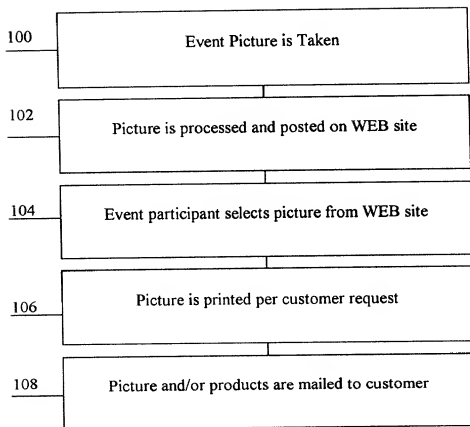 100
Event Picture is Taken
102
Picture is processed and posted on WEB site
104
Event participant selects picture from WEB site
106
Picture is printed per customer request
108
Picture and/or products are mailed to customer